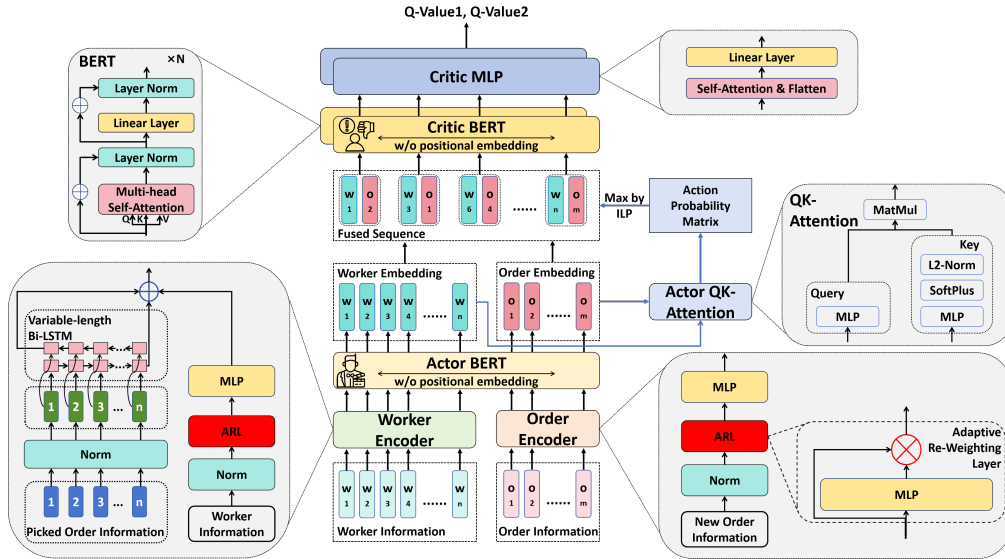 Q-Value1, Q-Value2
BERT
×N
Layer Norm
Linear Layer
Layer Norm
Multi-head
Self-Attention
Q K V
Critic MLP
Linear Layer
Self-Attention & Flatten
Critic BERT
w/o positional embedding
W 1 O 2 W 3 O 1 W 6 O 4 ...... W n O m
Fused Sequence
Max by
ILP
Action
Probability
Matrix
QK-
Attention
MatMul
Key
L2-Norm
SoftPlus
MLP
Query
MLP
Worker Embedding
W 1 W 2 W 3 W 4 ...... W n
Order Embedding
O 1 O 2 ...... O m
Actor QK-
Attention
Actor BERT
w/o positional embedding
Worker
Encoder
Order
Encoder
W 1 W 2 W 3 W 4 ...... W n
Worker Information
O 1 O 2 ...... O m
Order Information
Variable-length
Bi-LSTM
...
...
1 2 3 ... n
Norm
1 2 3 ... n
Picked Order Information
MLP
ARL
Norm
Worker
Information
MLP
ARL
Norm
New Order
Information
Adaptive
Re-Weighting
Layer
MLP